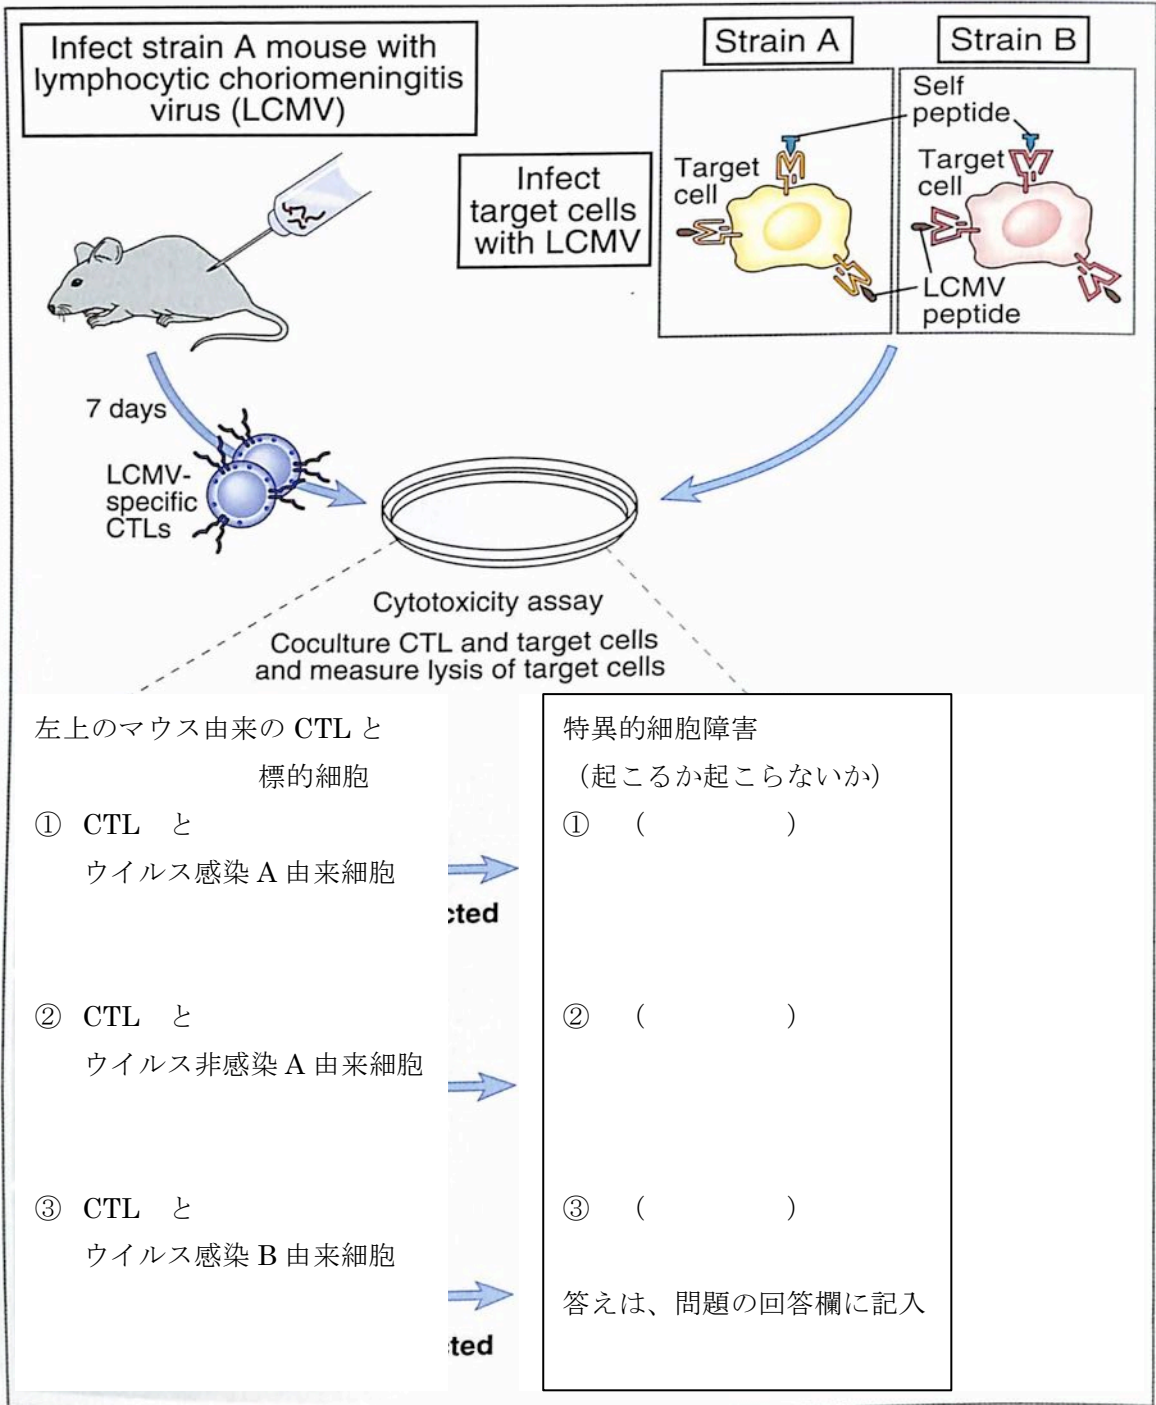 Infect strain A mouse with
lymphocytic choriomeningitis
virus (LCMV)
Strain A
Strain B
Self
peptide
Target
cell
Target
cell
Infect
target cells
with LCMV
LCMV
peptide
7 days
LCMV-
specific
CTLs
Cytotoxicity assay
Coculture CTL and target cells
and measure lysis of target cells
左上のマウス由来の CTL と
標的細胞
① CTL と
ウイルス感染 A 由来細胞
cted
② CTL と
ウイルス非感染 A 由来細胞
③ CTL と
ウイルス感染 B 由来細胞
ted
特異的細胞障害
(起こるか起こらないか)
① ( )
② ( )
③ ( )
答えは、問題の回答欄に記入